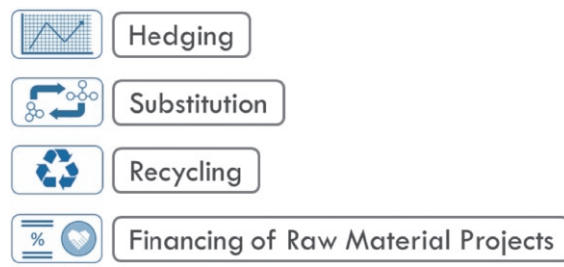 Hedging
Substitution
Recycling
% Financing of Raw Material Projects